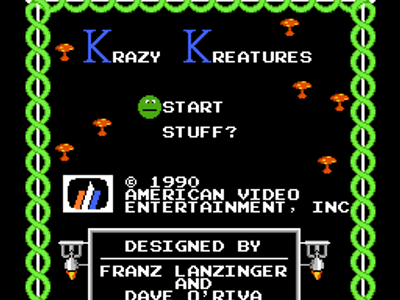 KRAZY KREATURES
START
STUFF?
© 1990
AMERICAN VIDEO
ENTERTAINMENT, INC
DESIGNED BY
FRANZ LANZINGER
AND
DAVE O'RIVA